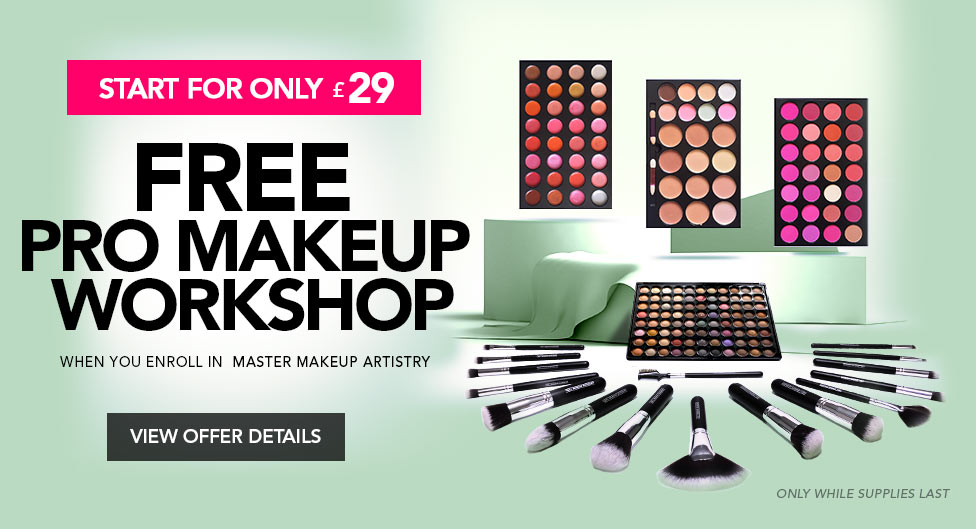 START FOR ONLY £29
FREE
PRO MAKEUP
WORKSHOP
WHEN YOU ENROLL IN MASTER MAKEUP ARTISTRY
VIEW OFFER DETAILS
ONLY WHILE SUPPLIES LAST